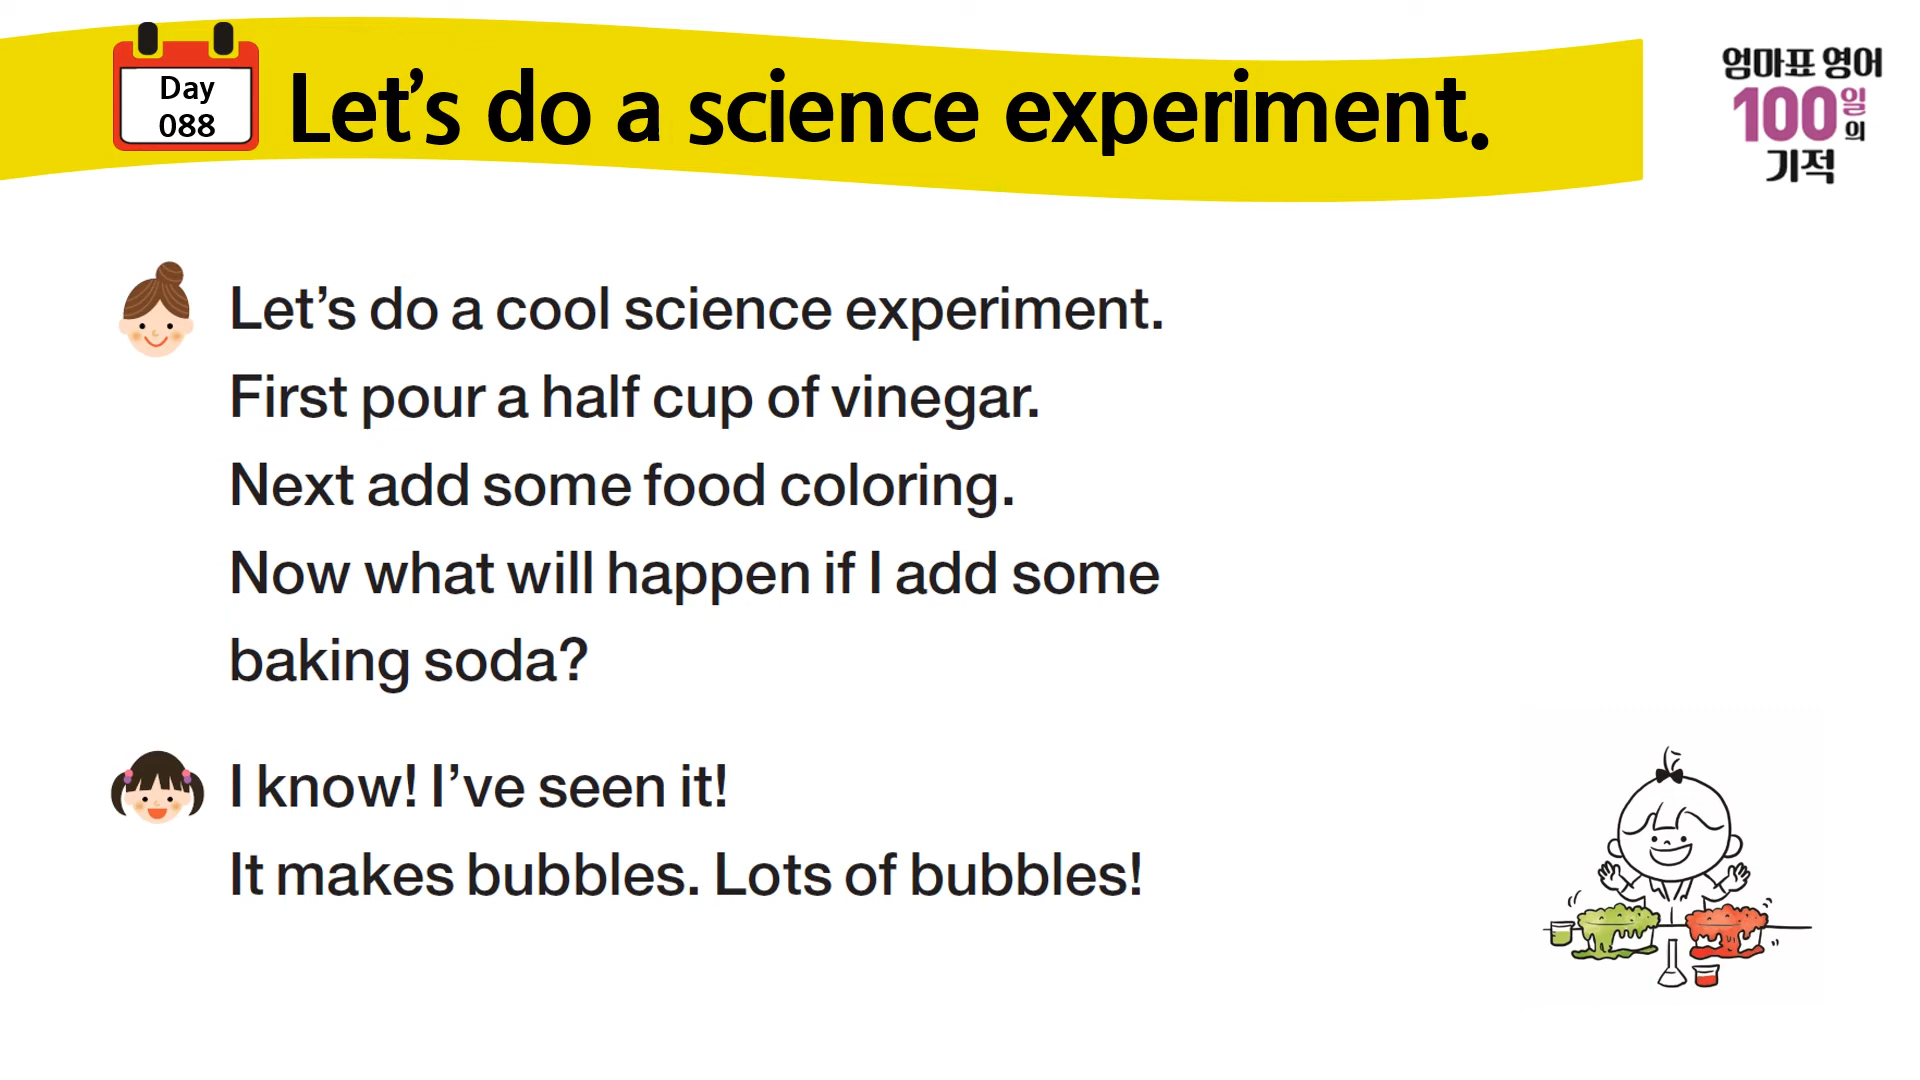 Day
088
Let's do a science experiment.
엄마표 영어
100일의
기적
Let's do a cool science experiment.
First pour a half cup of vinegar.
Next add some food coloring.
Now what will happen if I add some
baking soda?
I know! I've seen it!
It makes bubbles. Lots of bubbles!